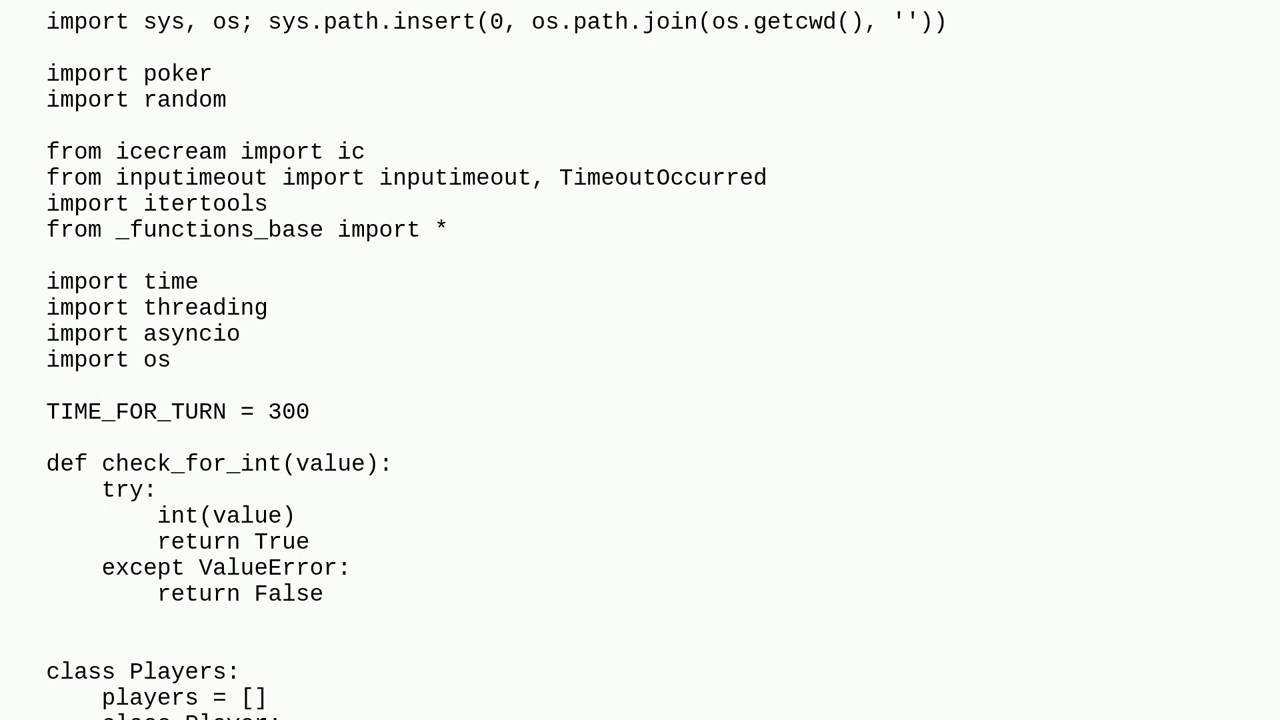 import sys, os; sys.path.insert(0, os.path.join(os.getcwd(), ''))

import poker
import random

from icecream import ic
from inputimeout import inputimeout, TimeoutOccurred
import itertools
from _functions_base import *

import time
import threading
import asyncio
import os

TIME_FOR_TURN = 300

def check_for_int(value):
    try:
        int(value)
        return True
    except ValueError:
        return False


class Players:
    players = []
    class Player: